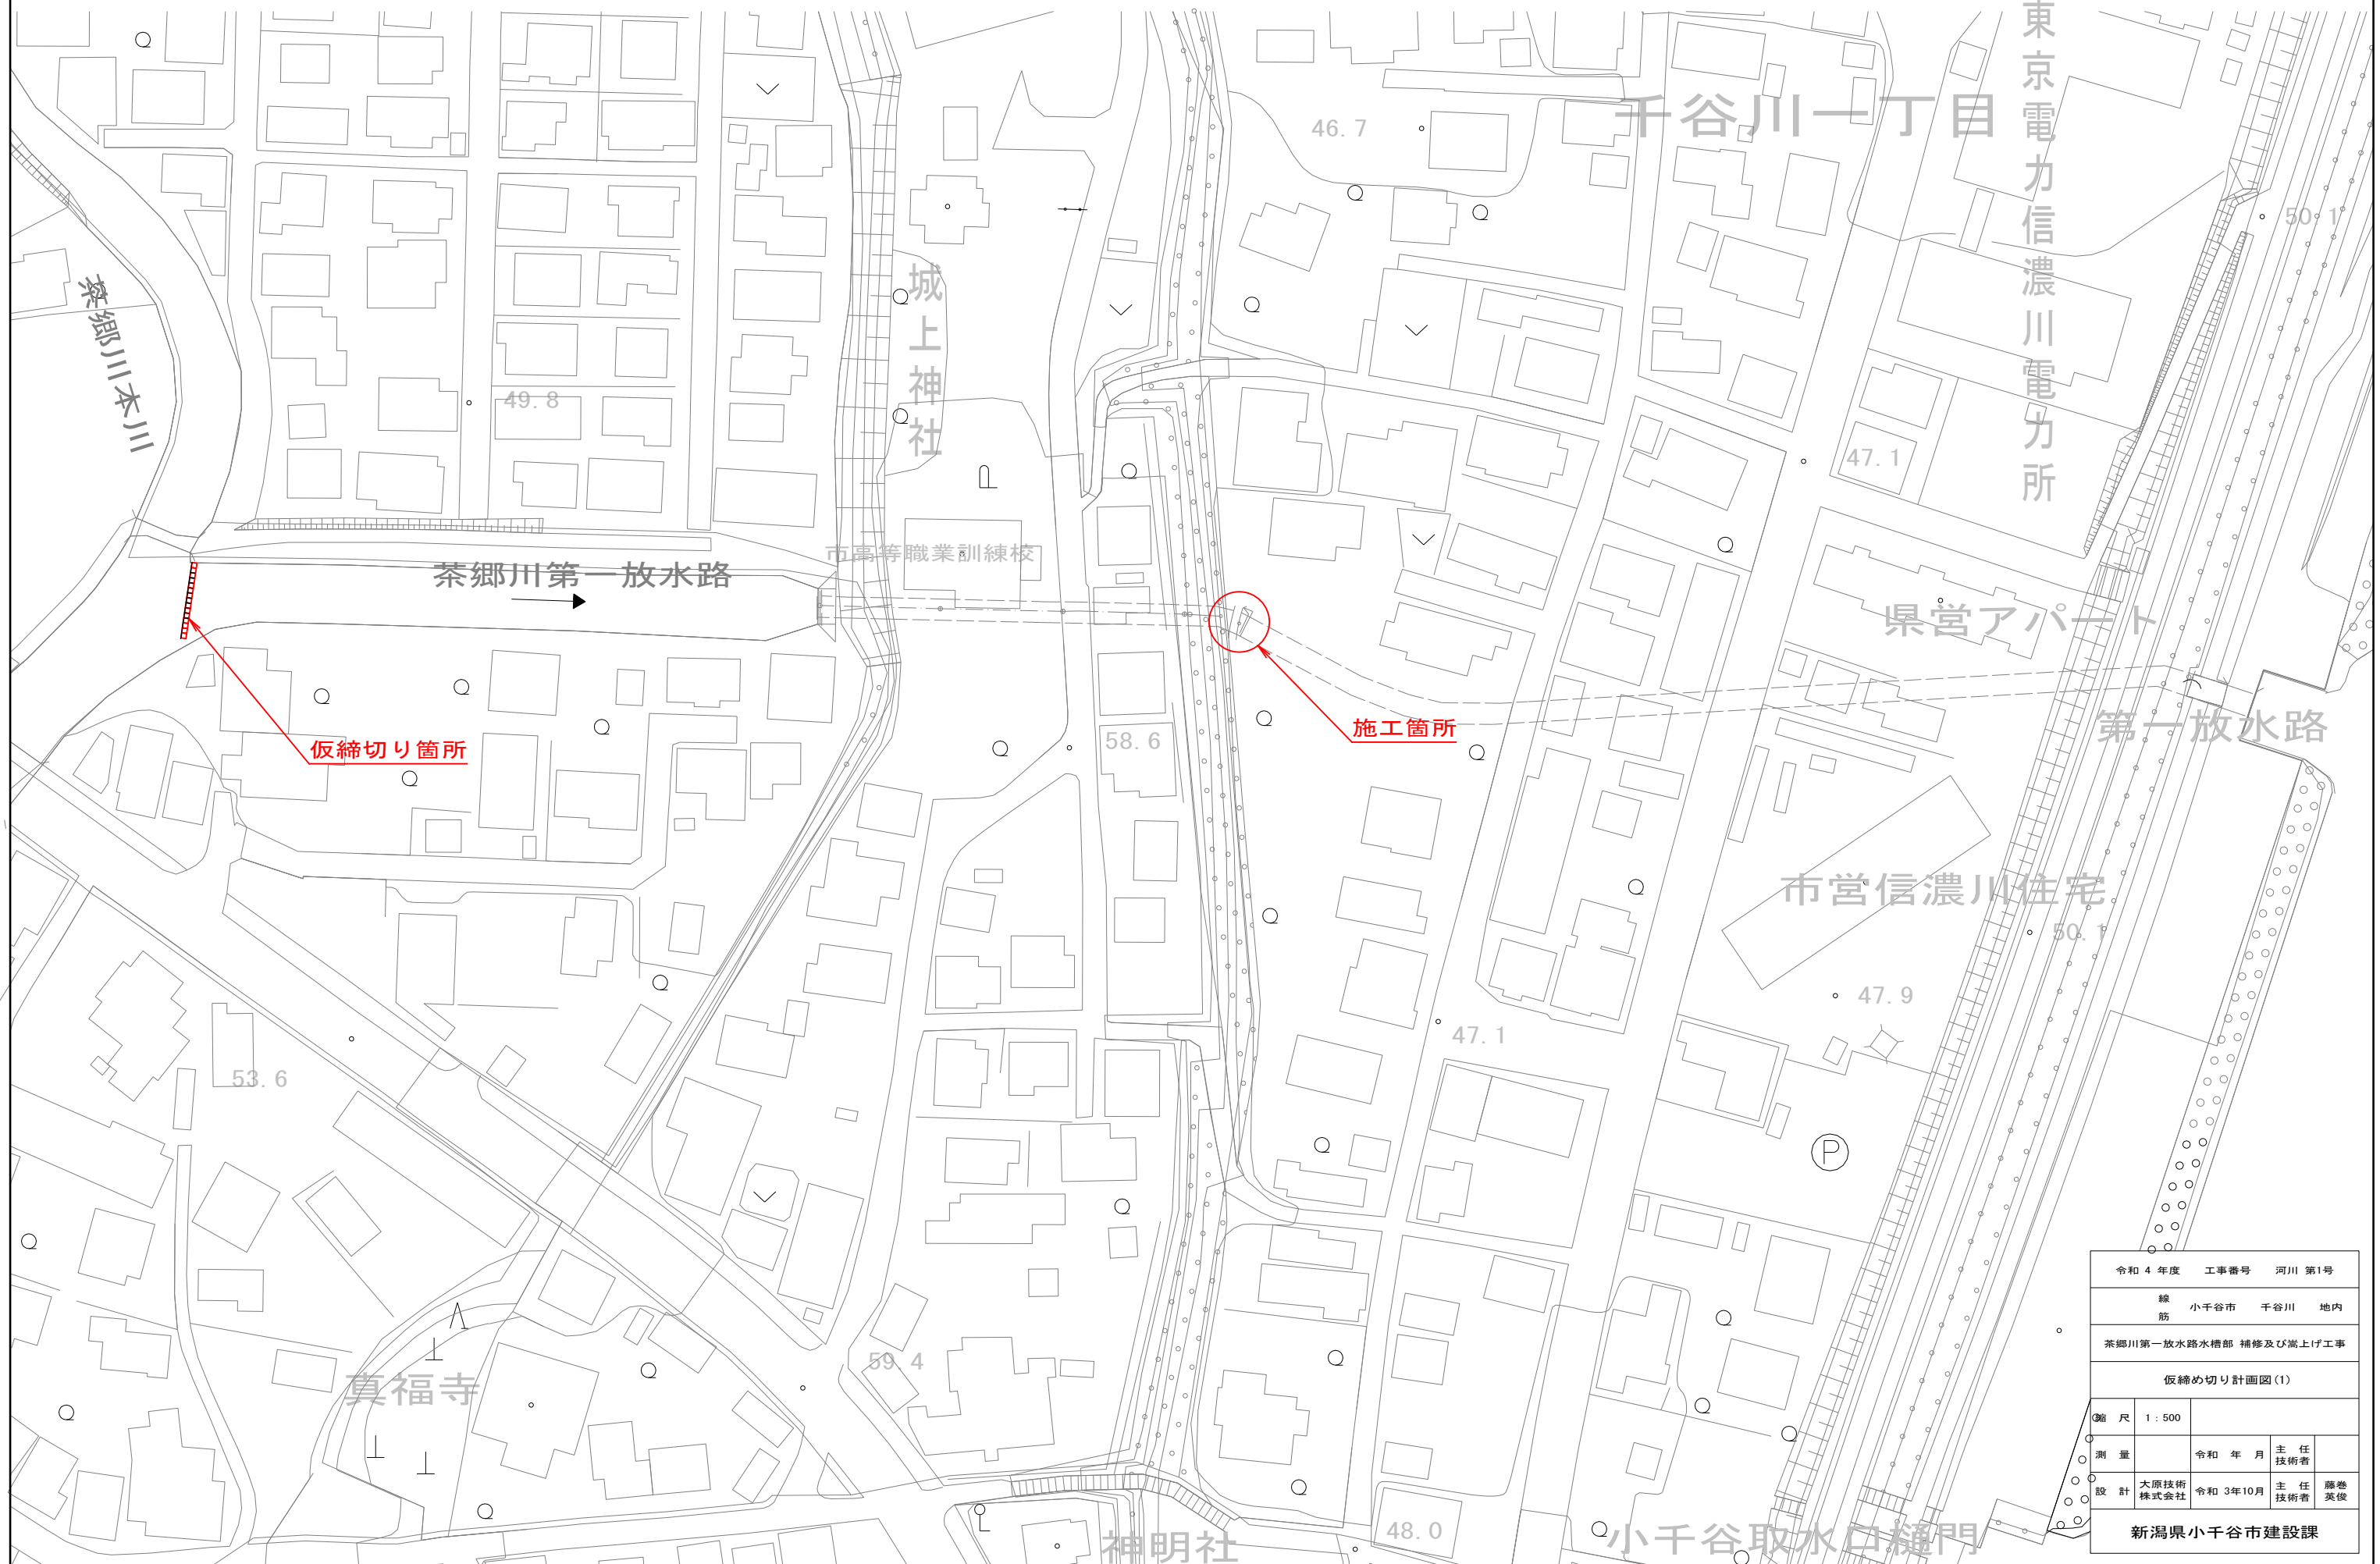 東京電力信濃川電力所
千谷川一丁目
46.7
50.1
茶郷川本川
城上神社
49.8
47.1
市高等職業訓練校
茶郷川第一放水路
県営アパート
仮締切り箇所
施工箇所
58.6
第一放水路
市営信濃川住宅
50.1
47.9
47.1
53.6
P
59.4
真福寺
48.0
神明社
小千谷取水口樋門
令和 4 年度 工事番号 河川 第1号
線筋 小千谷市 千谷川 地内
茶郷川第一放水路水槽部 補修及び嵩上げ工事
仮締め切り計画図(1)
縮 尺 1:500
測 量 令和 年 月 主 任 技術者
設 計 大原技術株式会社 令和 3年10月 主 任 技術者 藤巻英俊
新潟県小千谷市建設課